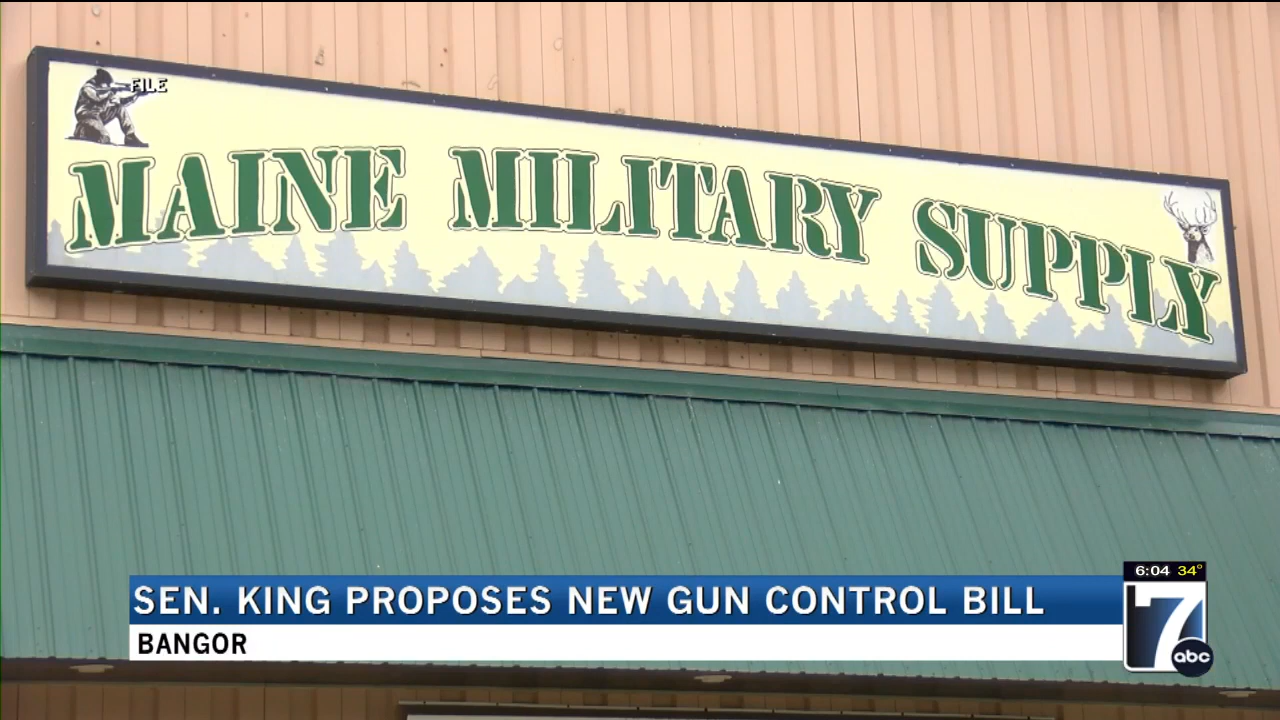 FILE
MAINE MILITARY SUPPLY
SEN. KING PROPOSES NEW GUN CONTROL BILL
BANGOR
6:04 34°
7
abc